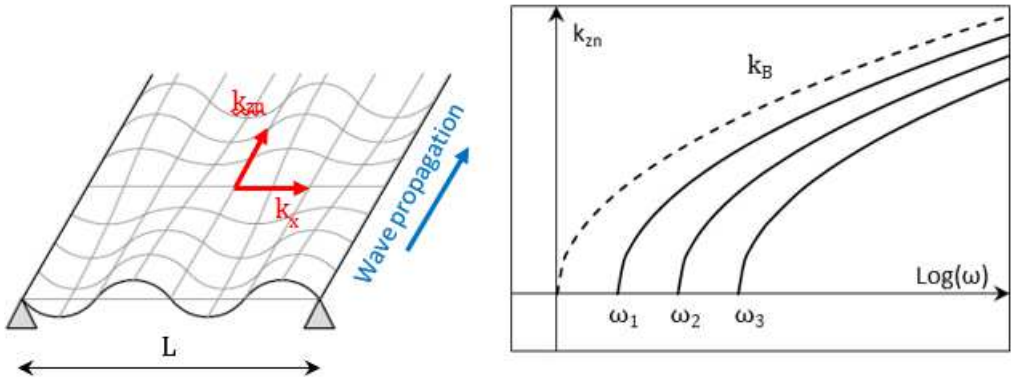 k_zn
k_x
Wave propagation
L
k_zn
k_B
Log(ω)
ω_1
ω_2
ω_3